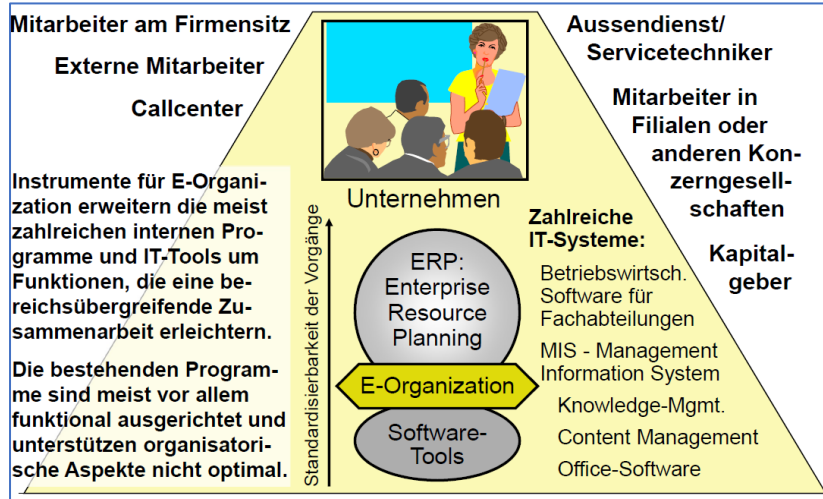 Mitarbeiter am Firmensitz
Externe Mitarbeiter
Callcenter
Aussendienst/
Servicetechniker
Mitarbeiter in
Filialen oder
anderen Kon-
zerngesell-
schaften
Kapital-
geber
Instrumente für E-Organi-
zation erweitern die meist
zahlreichen internen Pro-
gramme und IT-Tools um
Funktionen, die eine be-
reichsübergreifende Zu-
sammenarbeit erleichtern.
Die bestehenden Program-
me sind meist vor allem
funktional ausgerichtet und
unterstützen organisatori-
sche Aspekte nicht optimal.
Unternehmen
Standardisierbarkeit der Vorgänge
ERP:
Enterprise
Resource
Planning
E-Organization
Software-
Tools
Zahlreiche
IT-Systeme:
Betriebswirtsch.
Software für
Fachabteilungen
MIS - Management
Information System
Knowledge-Mgmt.
Content Management
Office-Software